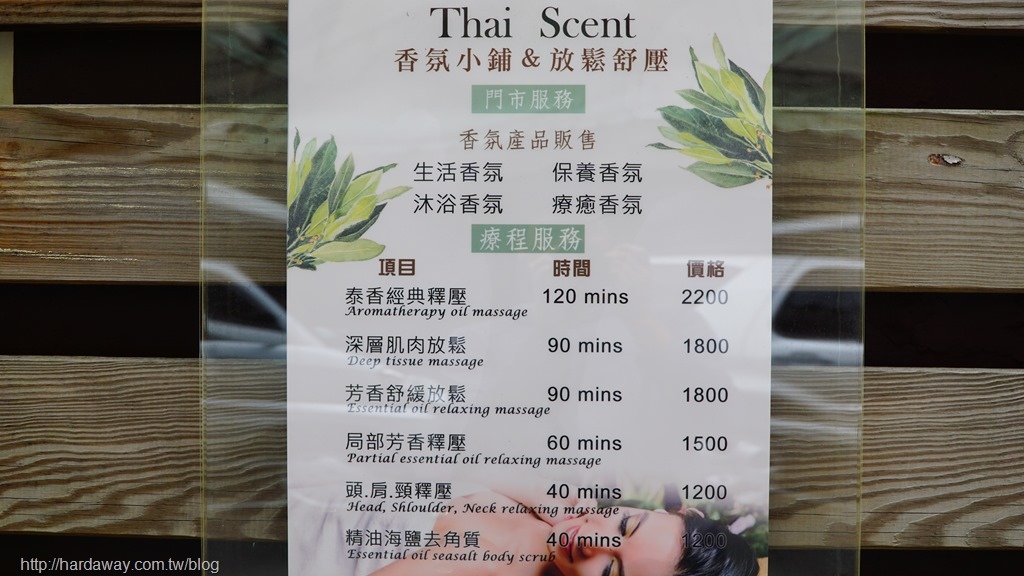 Thai Scent
香氛小鋪&放鬆舒壓
門市服務
香氛產品販售
生活香氛 保養香氛
沐浴香氛 療癒香氛
療程服務
項目 時間 價格
泰香經典釋壓 120 mins 2200
Aromatherapy oil massage
深層肌肉放鬆 90 mins 1800
Deep tissue massage
芳香舒緩放鬆 90 mins 1800
Essential oil relaxing massage
局部芳香釋壓 60 mins 1500
Partial essential oil relaxing massage
頭.肩.頸釋壓 40 mins 1200
Head, Shloulder, Neck relaxing massage
精油海鹽去角質 40 mins 1200
Essential oil seasalt body scrub
http://hardaway.com.tw/blog